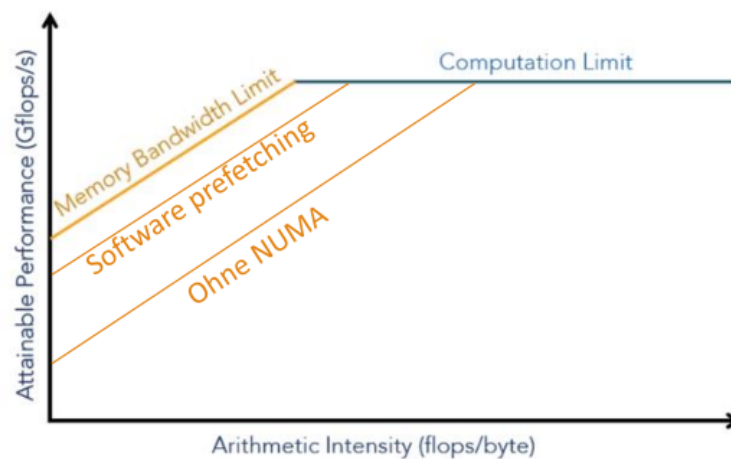 Attainable Performance (Gflops/s)
Memory Bandwidth Limit
Computation Limit
Software prefetching
Ohne NUMA
Arithmetic Intensity (flops/byte)